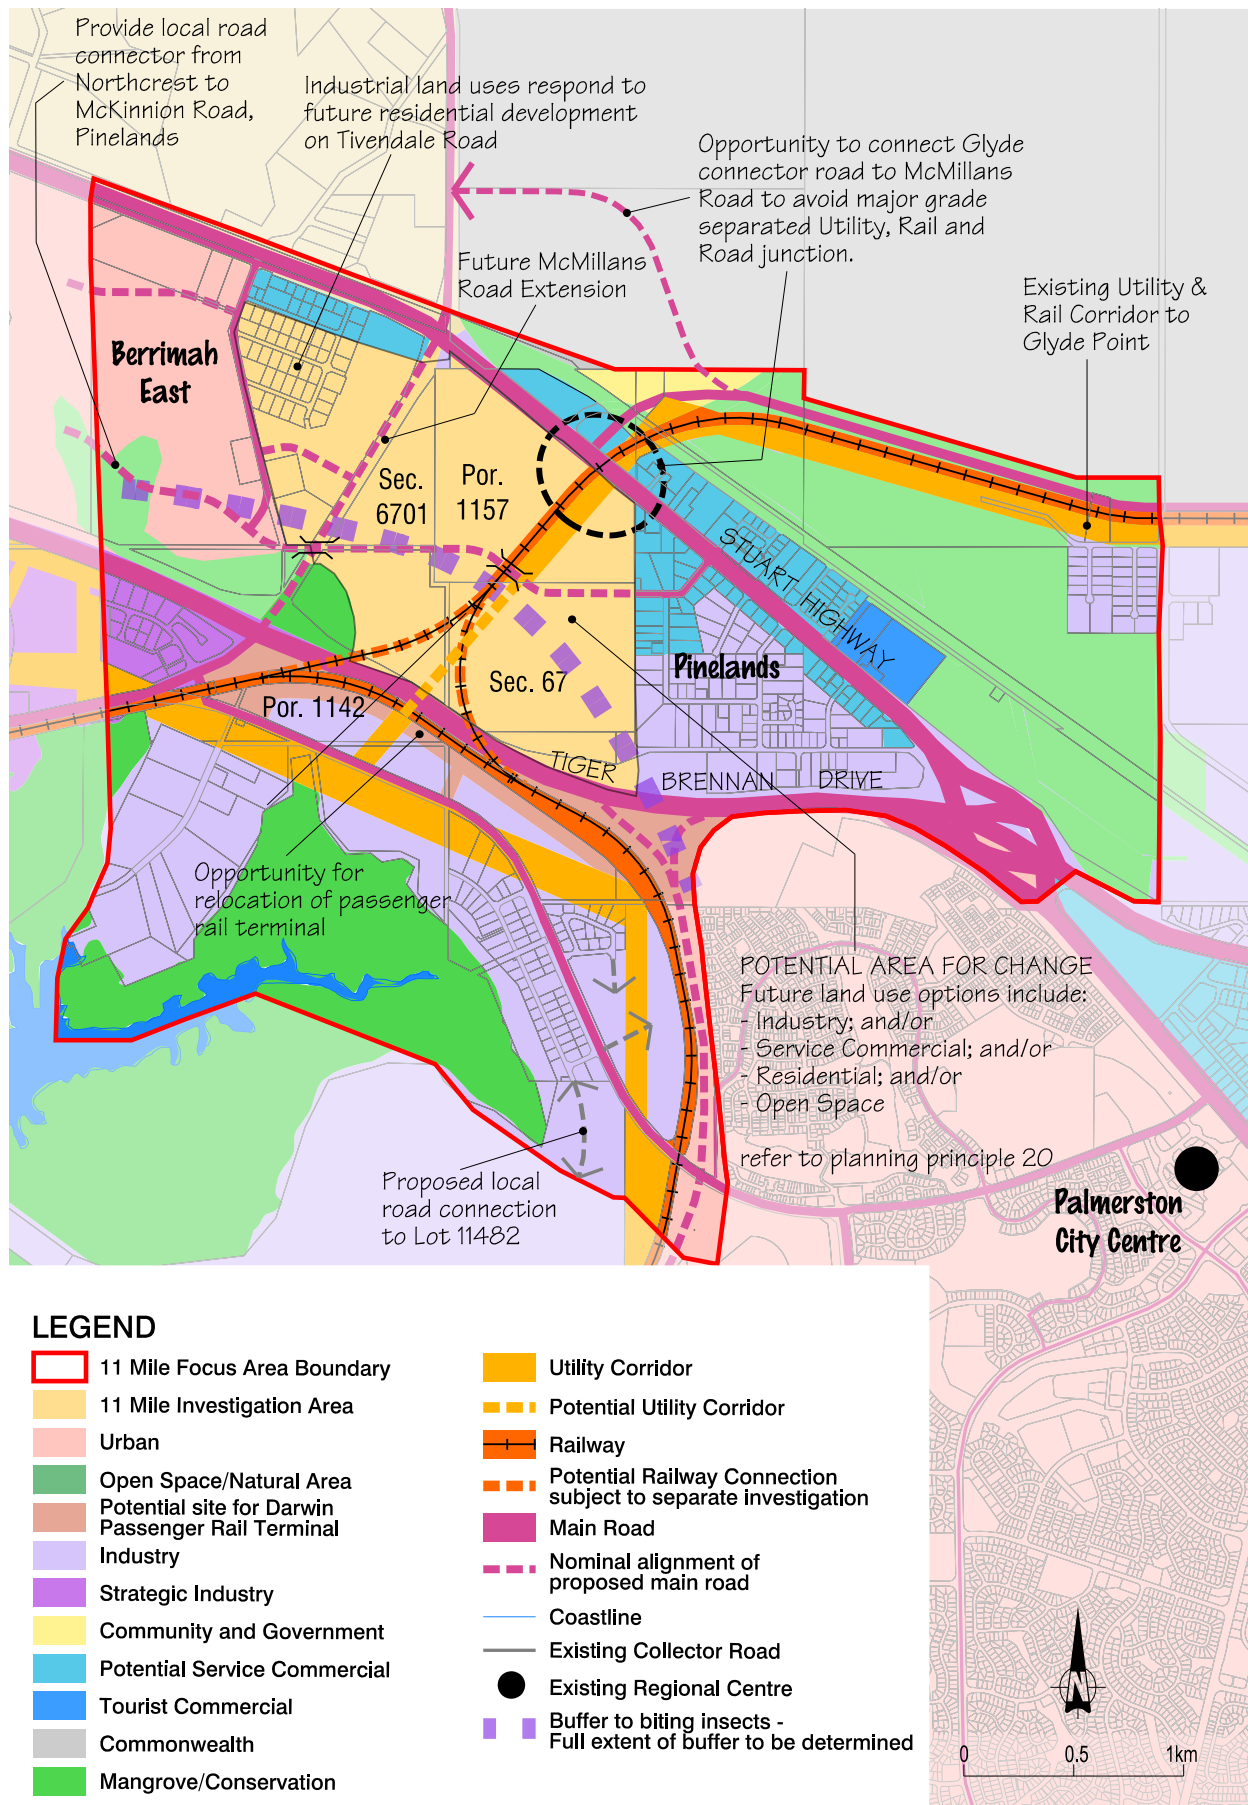 Provide local road
connector from
Northcrest to
McKinnion Road,
Pinelands
Industrial land uses respond to
future residential development
on Tivendale Road
Opportunity to connect Glyde
connector road to McMillans
Road to avoid major grade
separated Utility, Rail and
Road junction.
Future McMillans
Road Extension
Existing Utility &
Rail Corridor to
Glyde Point
Berrimah
East
Sec.
6701
Por.
1157
STUART HIGHWAY
Pinelands
Sec. 67
Por. 1142
TIGER BRENNAN DRIVE
Opportunity for
relocation of passenger
rail terminal
POTENTIAL AREA FOR CHANGE
Future land use options include:
- Industry; and/or
- Service Commercial; and/or
- Residential; and/or
- Open Space
refer to planning principle 20
Proposed local
road connection
to Lot 11482
Palmerston
City Centre
LEGEND
11 Mile Focus Area Boundary
11 Mile Investigation Area
Urban
Open Space/Natural Area
Potential site for Darwin
Passenger Rail Terminal
Industry
Strategic Industry
Community and Government
Potential Service Commercial
Tourist Commercial
Commonwealth
Mangrove/Conservation
Utility Corridor
Potential Utility Corridor
Railway
Potential Railway Connection
subject to separate investigation
Main Road
Nominal alignment of
proposed main road
Coastline
Existing Collector Road
Existing Regional Centre
Buffer to biting insects -
Full extent of buffer to be determined
N
0 0.5 1km